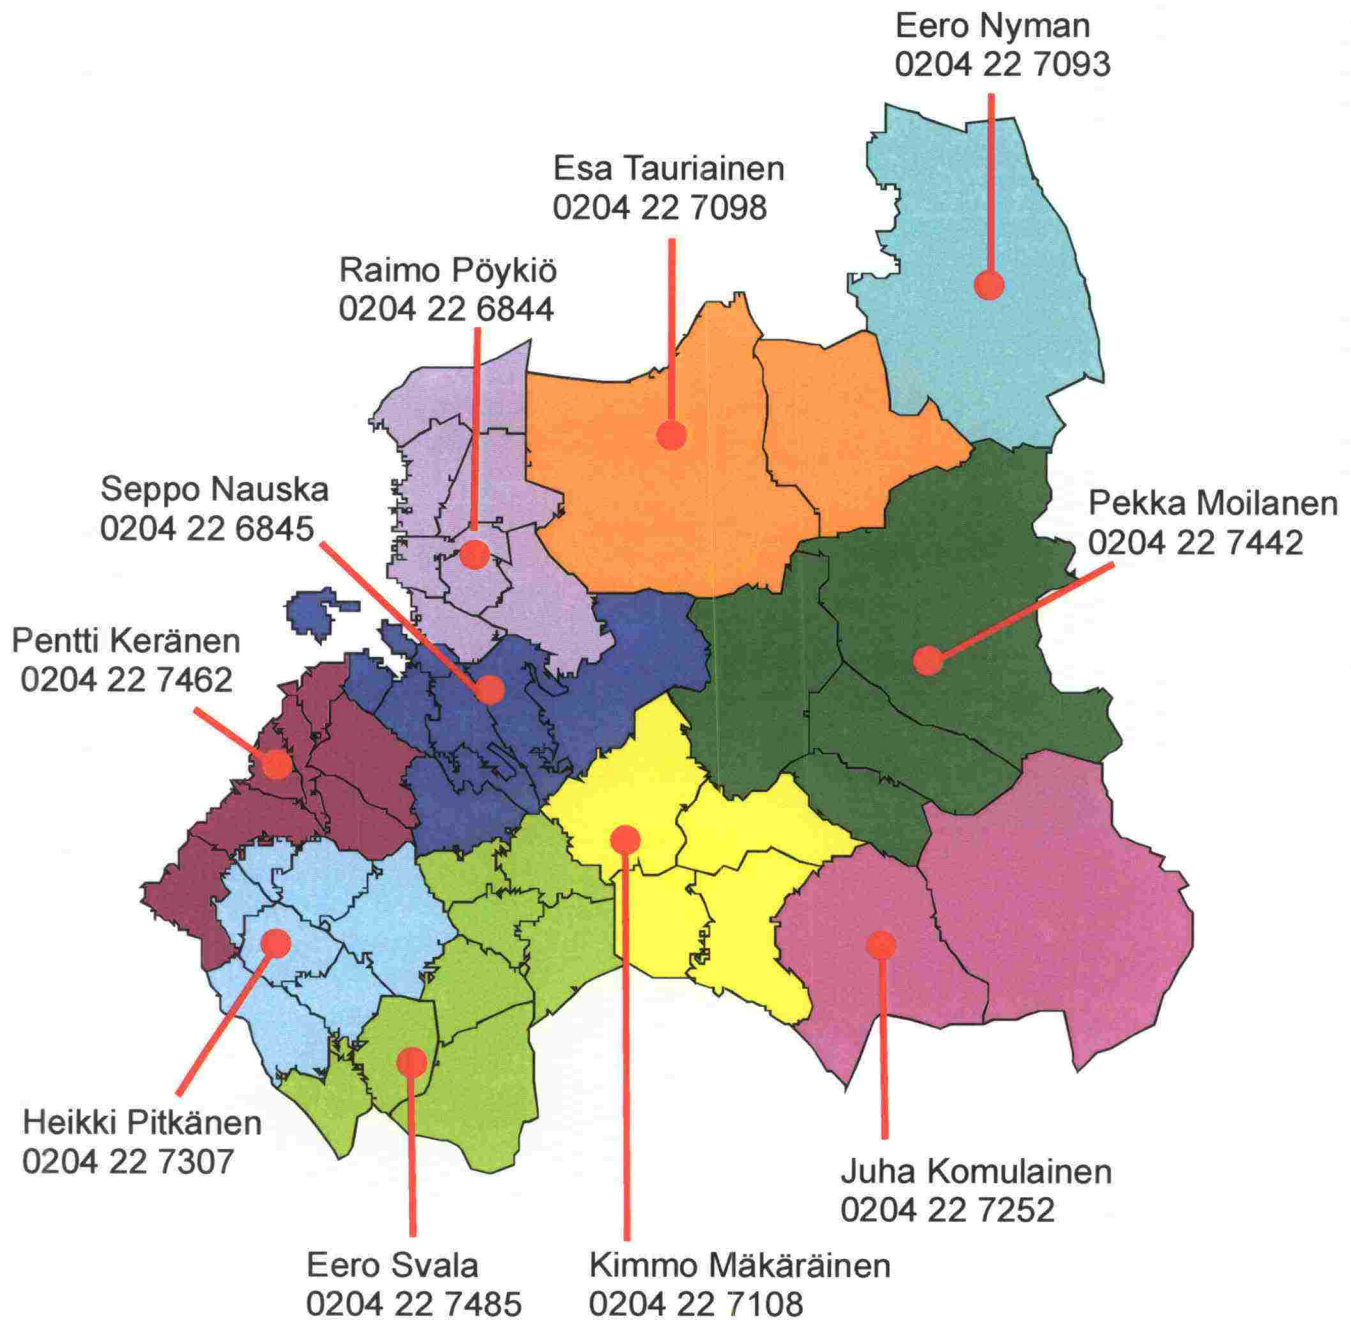 Eero Nyman
0204 22 7093
Esa Tauriainen
0204 22 7098
Raimo Pöykiö
0204 22 6844
Seppo Nauska
0204 22 6845
Pekka Moilanen
0204 22 7442
Pentti Keränen
0204 22 7462
Heikki Pitkänen
0204 22 7307
Juha Komulainen
0204 22 7252
Eero Svala
0204 22 7485
Kimmo Mäkäräinen
0204 22 7108